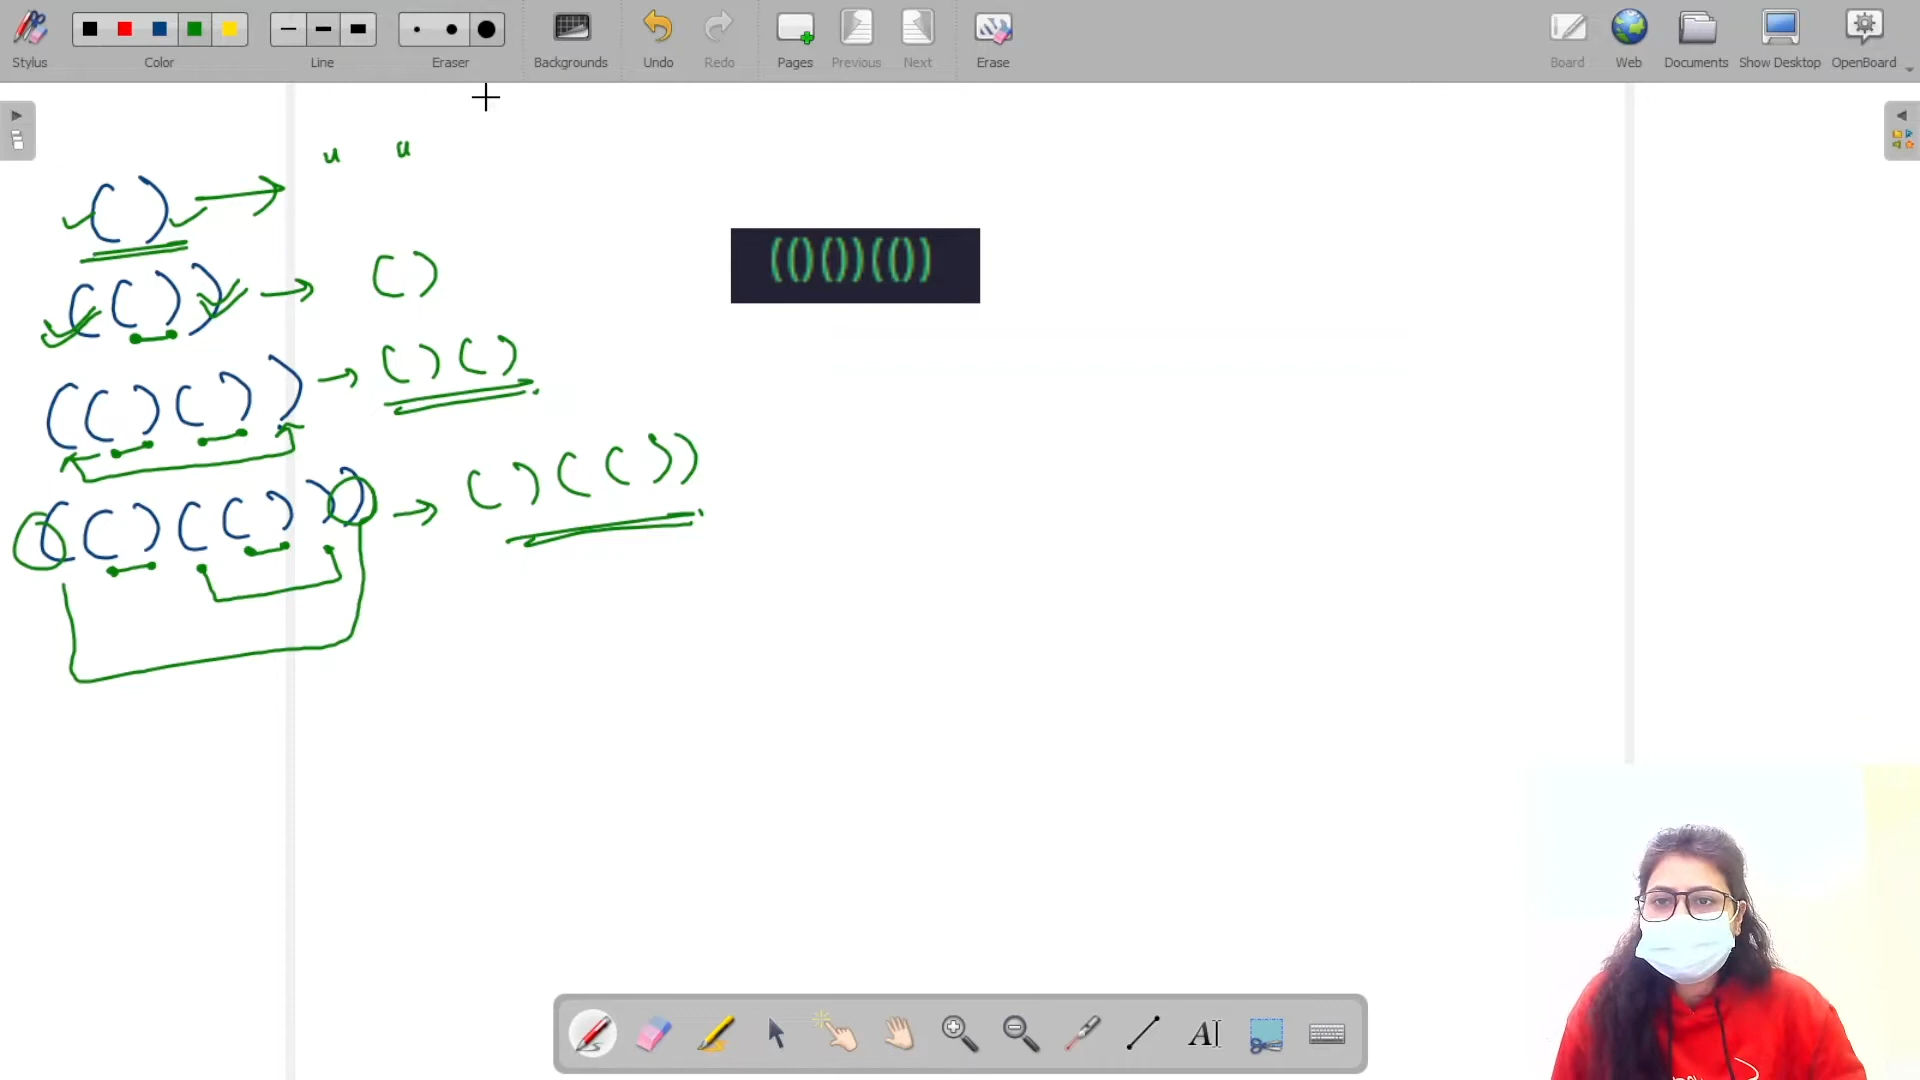 Stylus Color Line Eraser Backgrounds Undo Redo Pages Previous Next Erase Board Web Documents Show Desktop OpenBoard
" "
( ) →
(()())(())
(( )) → ( )
(( ) ( )) → ( ) ( )
(( ) (( ))) → ( ) (( ))
A